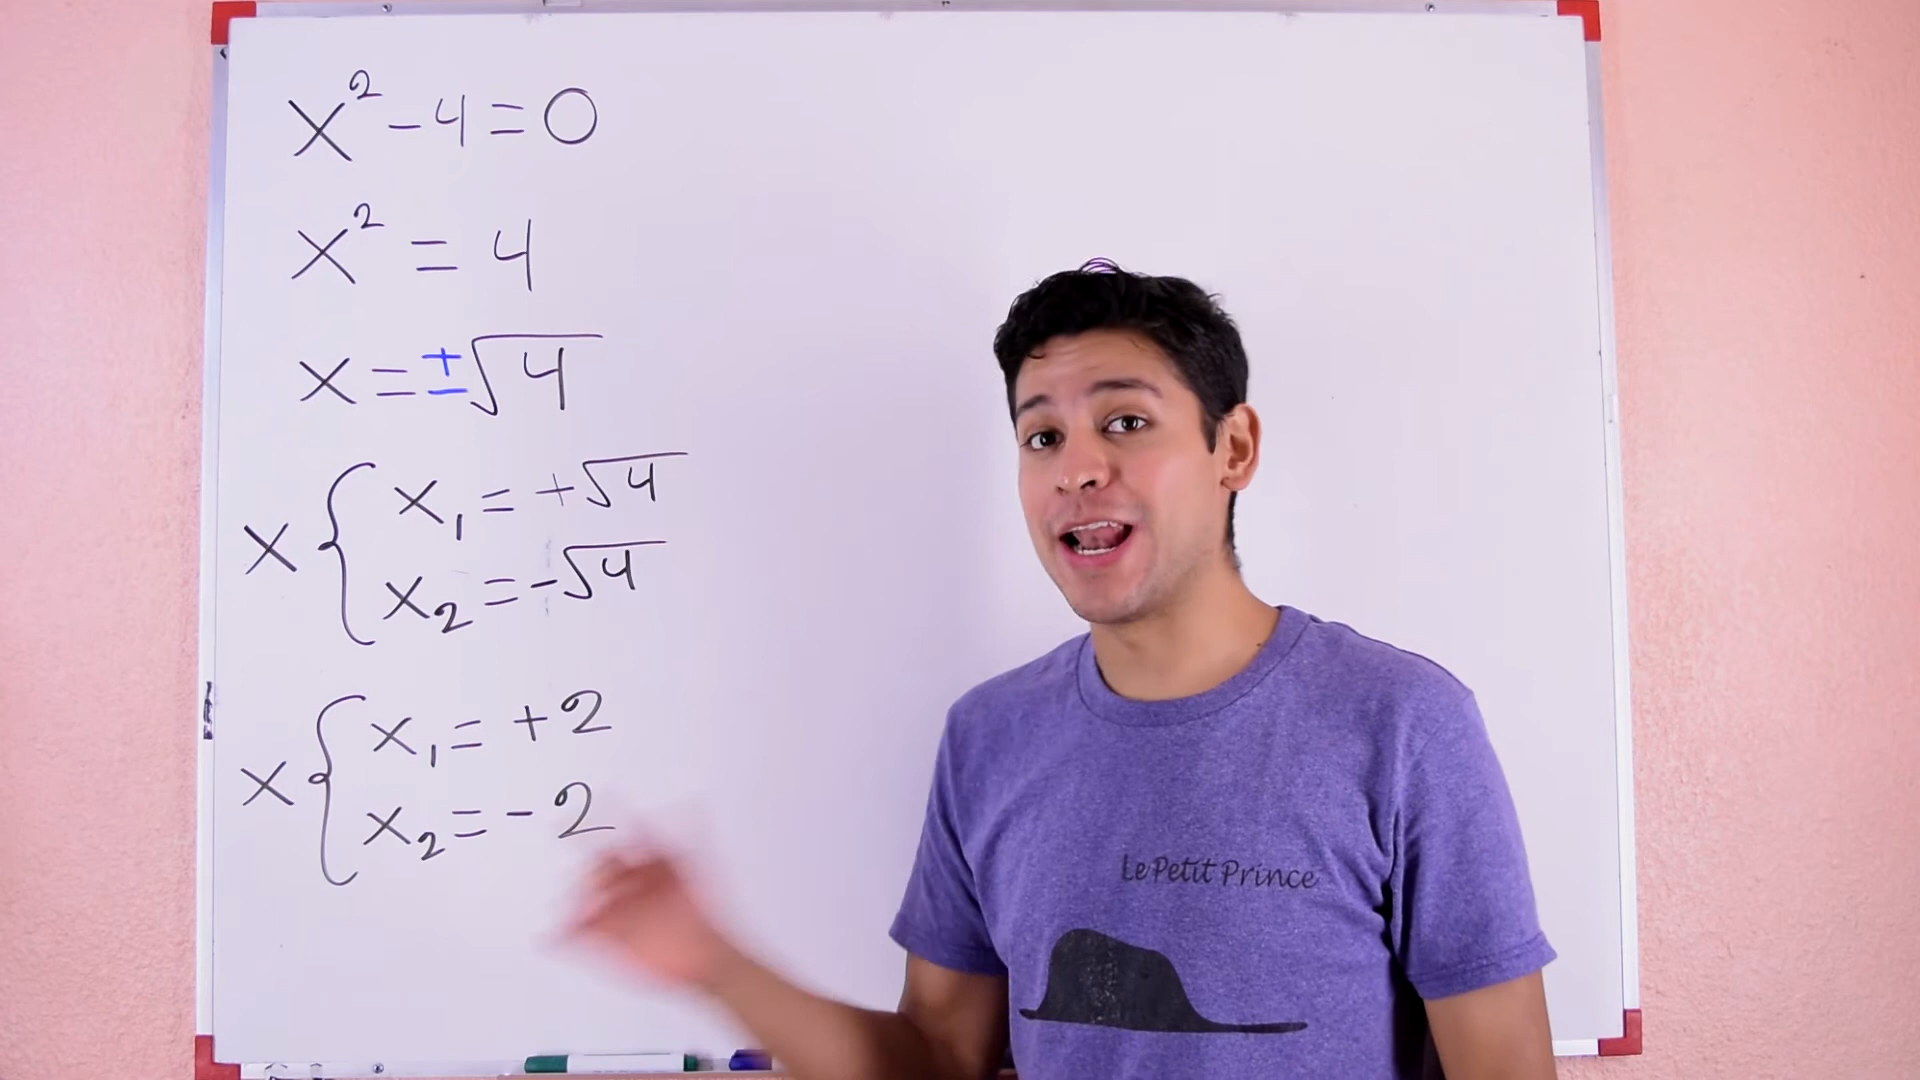 x² - 4 = 0
x² = 4
x = ±√4
x { x₁ = +√4
x₂ = -√4
x { x₁ = +2
x₂ = -2
Le Petit Prince